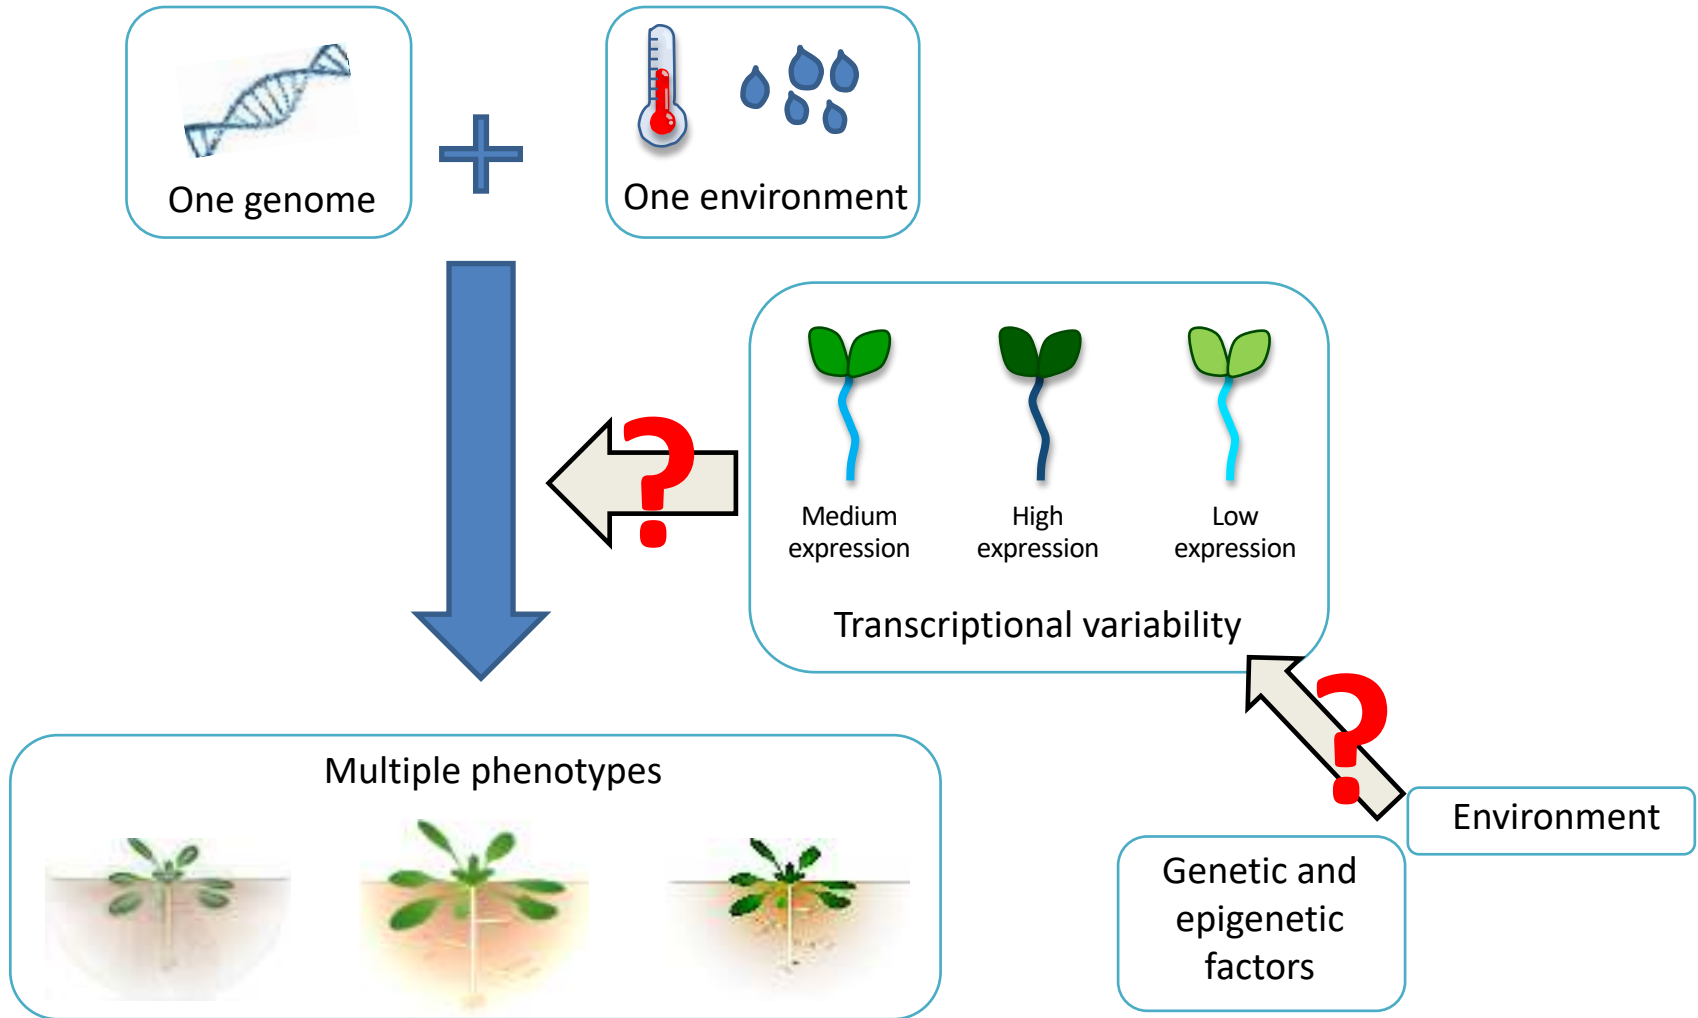 One genome
+
One environment
?
Medium
expression
High
expression
Low
expression
Transcriptional variability
?
Multiple phenotypes
Environment
Genetic and
epigenetic
factors